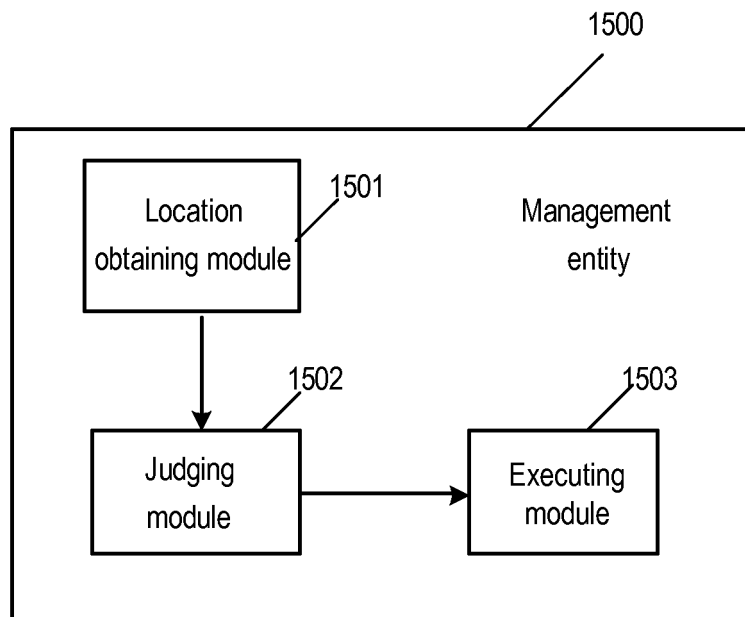 1500
1501
Location
obtaining module
Management
entity
1502
Judging
module
1503
Executing
module